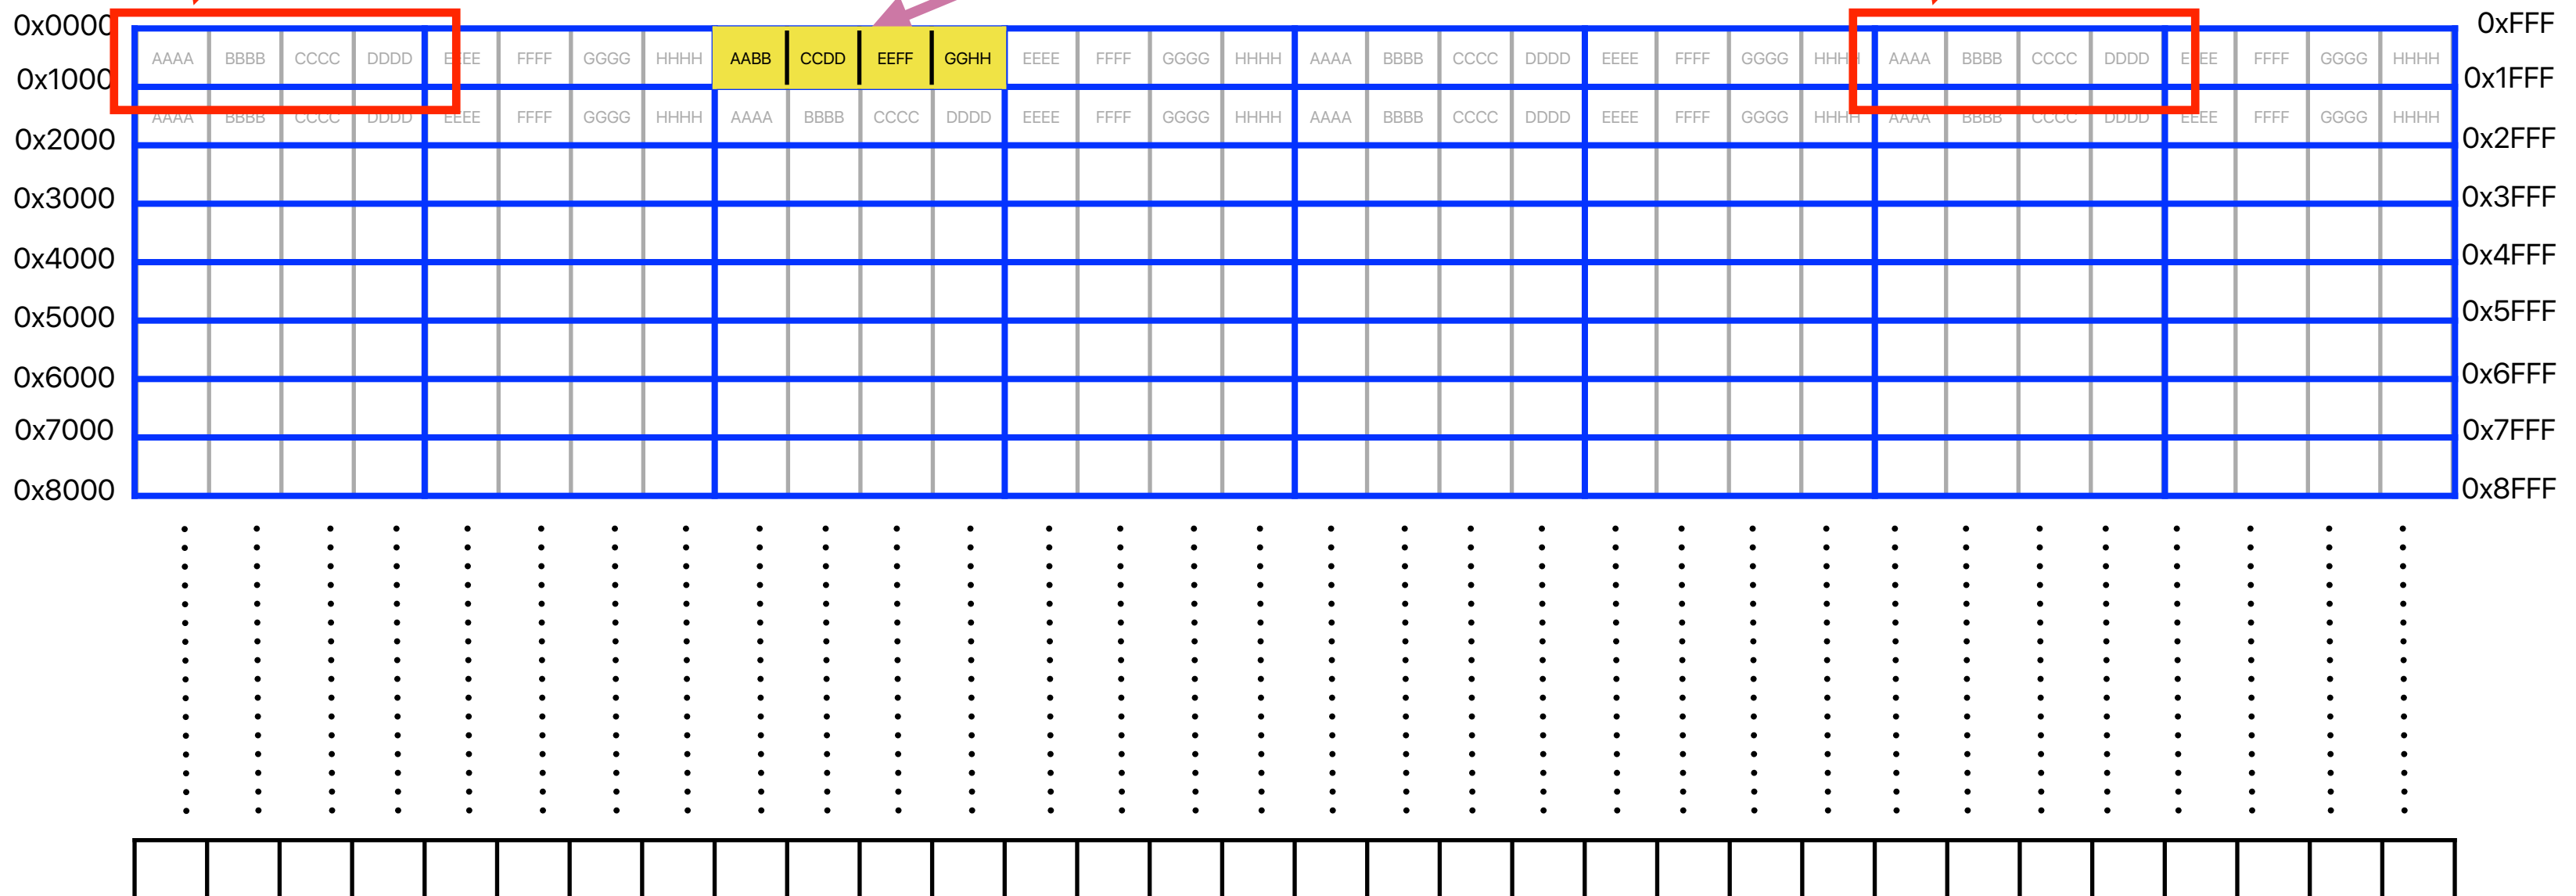 0x0000 0xFFF
AAAA BBBB CCCC DDDD EEEE FFFF GGGG HHHH AABB CCDD EEFF GGHH EEEE FFFF GGGG HHHH AAAA BBBB CCCC DDDD EEEE FFFF GGGG HHHH AAAA BBBB CCCC DDDD EEEE FFFF GGGG HHHH
0x1000 0x1FFF
AAAA BBBB CCCC DDDD EEEE FFFF GGGG HHHH AAAA BBBB CCCC DDDD EEEE FFFF GGGG HHHH AAAA BBBB CCCC DDDD EEEE FFFF GGGG HHHH AAAA BBBB CCCC DDDD EEEE FFFF GGGG HHHH
0x2000 0x2FFF
0x3000 0x3FFF
0x4000 0x4FFF
0x5000 0x5FFF
0x6000 0x6FFF
0x7000 0x7FFF
0x8000 0x8FFF